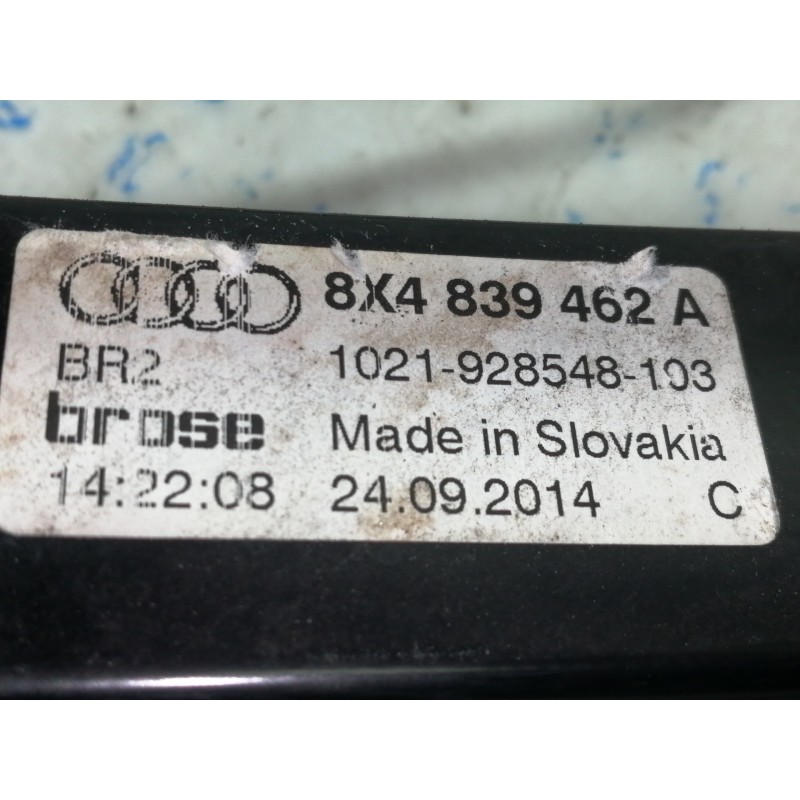 8X4 839 462 A
BR2 1021-928548-103
brose Made in Slovakia
14:22:08 24.09.2014 C